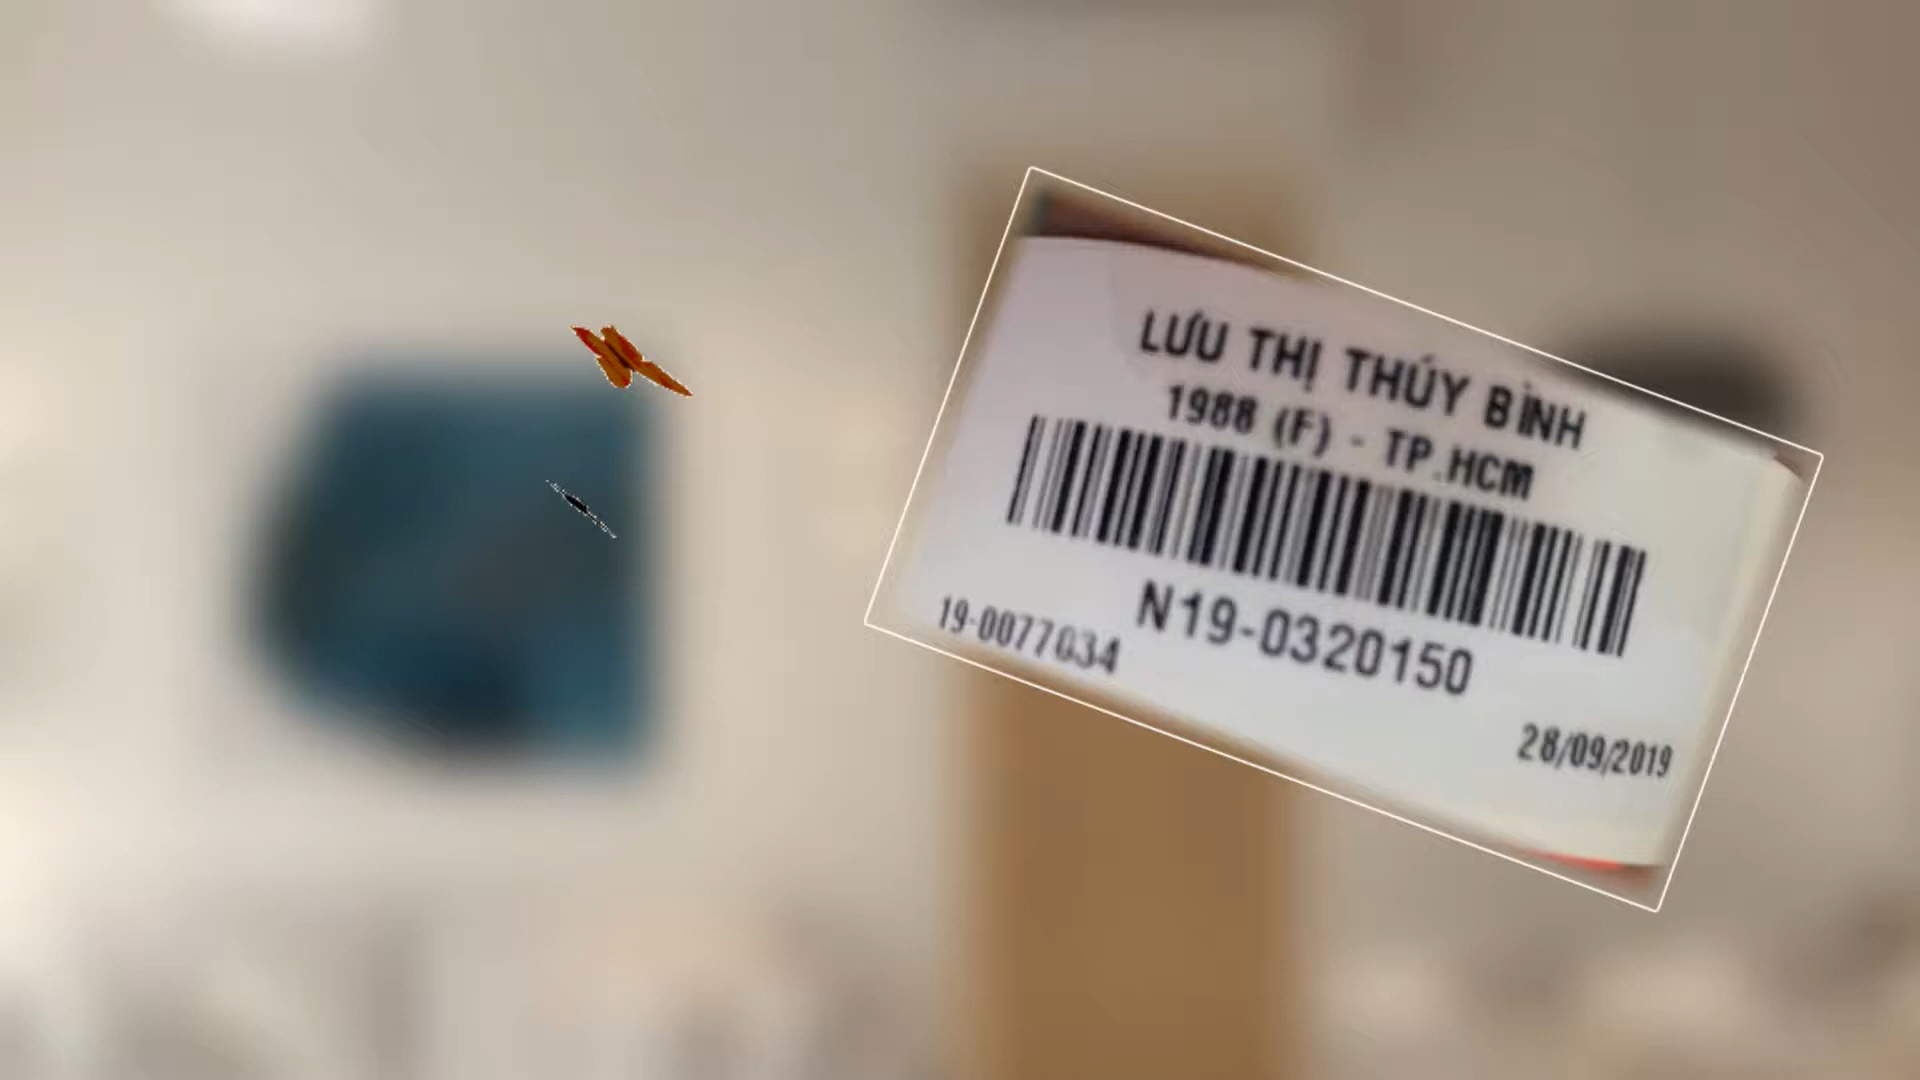 LƯU THỊ THÚY BÌNH
1988 (F) - TP.HCM
N19-0320150
19-0077034
28/09/2019